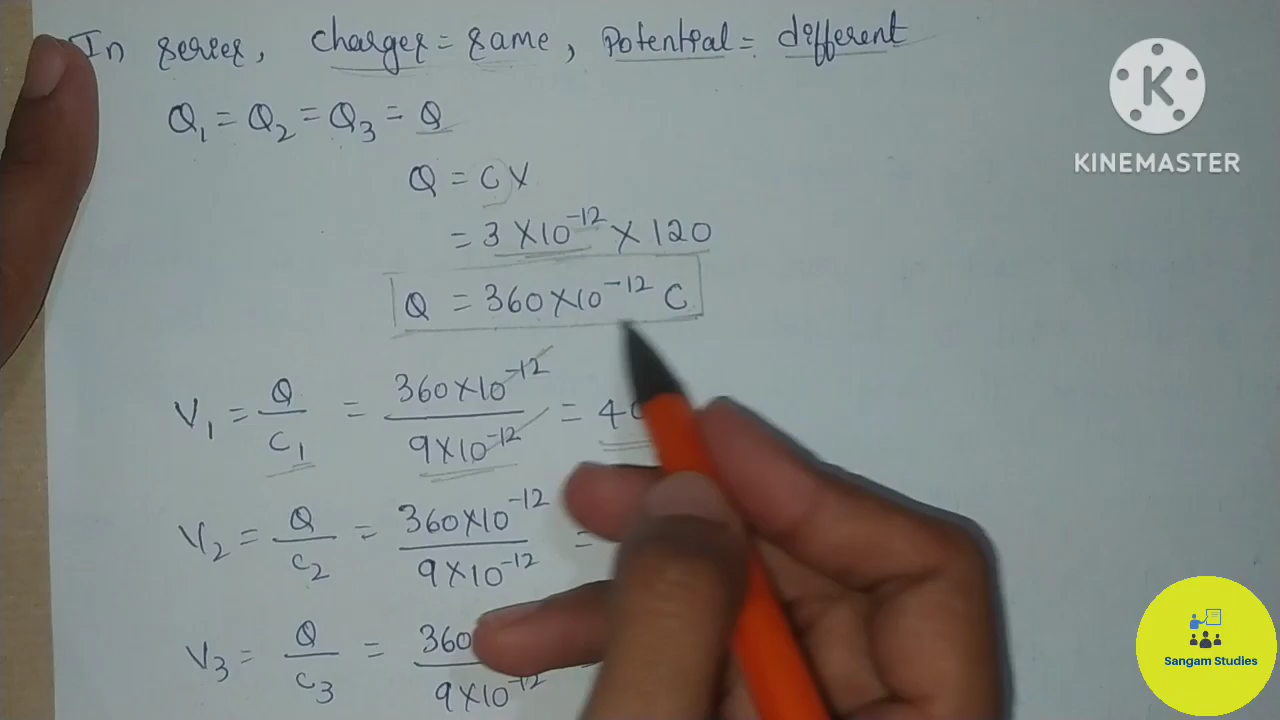 In series, charges = same, Potential = different
Q1 = Q2 = Q3 = Q
Q = CV
= 3 X 10^-12 X 120
Q = 360 X 10^-12 C
V1 = Q/C1 = 360 X 10^-12 / 9 X 10^-12 = 40
V2 = Q/C2 = 360 X 10^-12 / 9 X 10^-12 =
V3 = Q/C3 = 360 / 9 X 10^-12 =
K
KINEMASTER
Sangam Studies